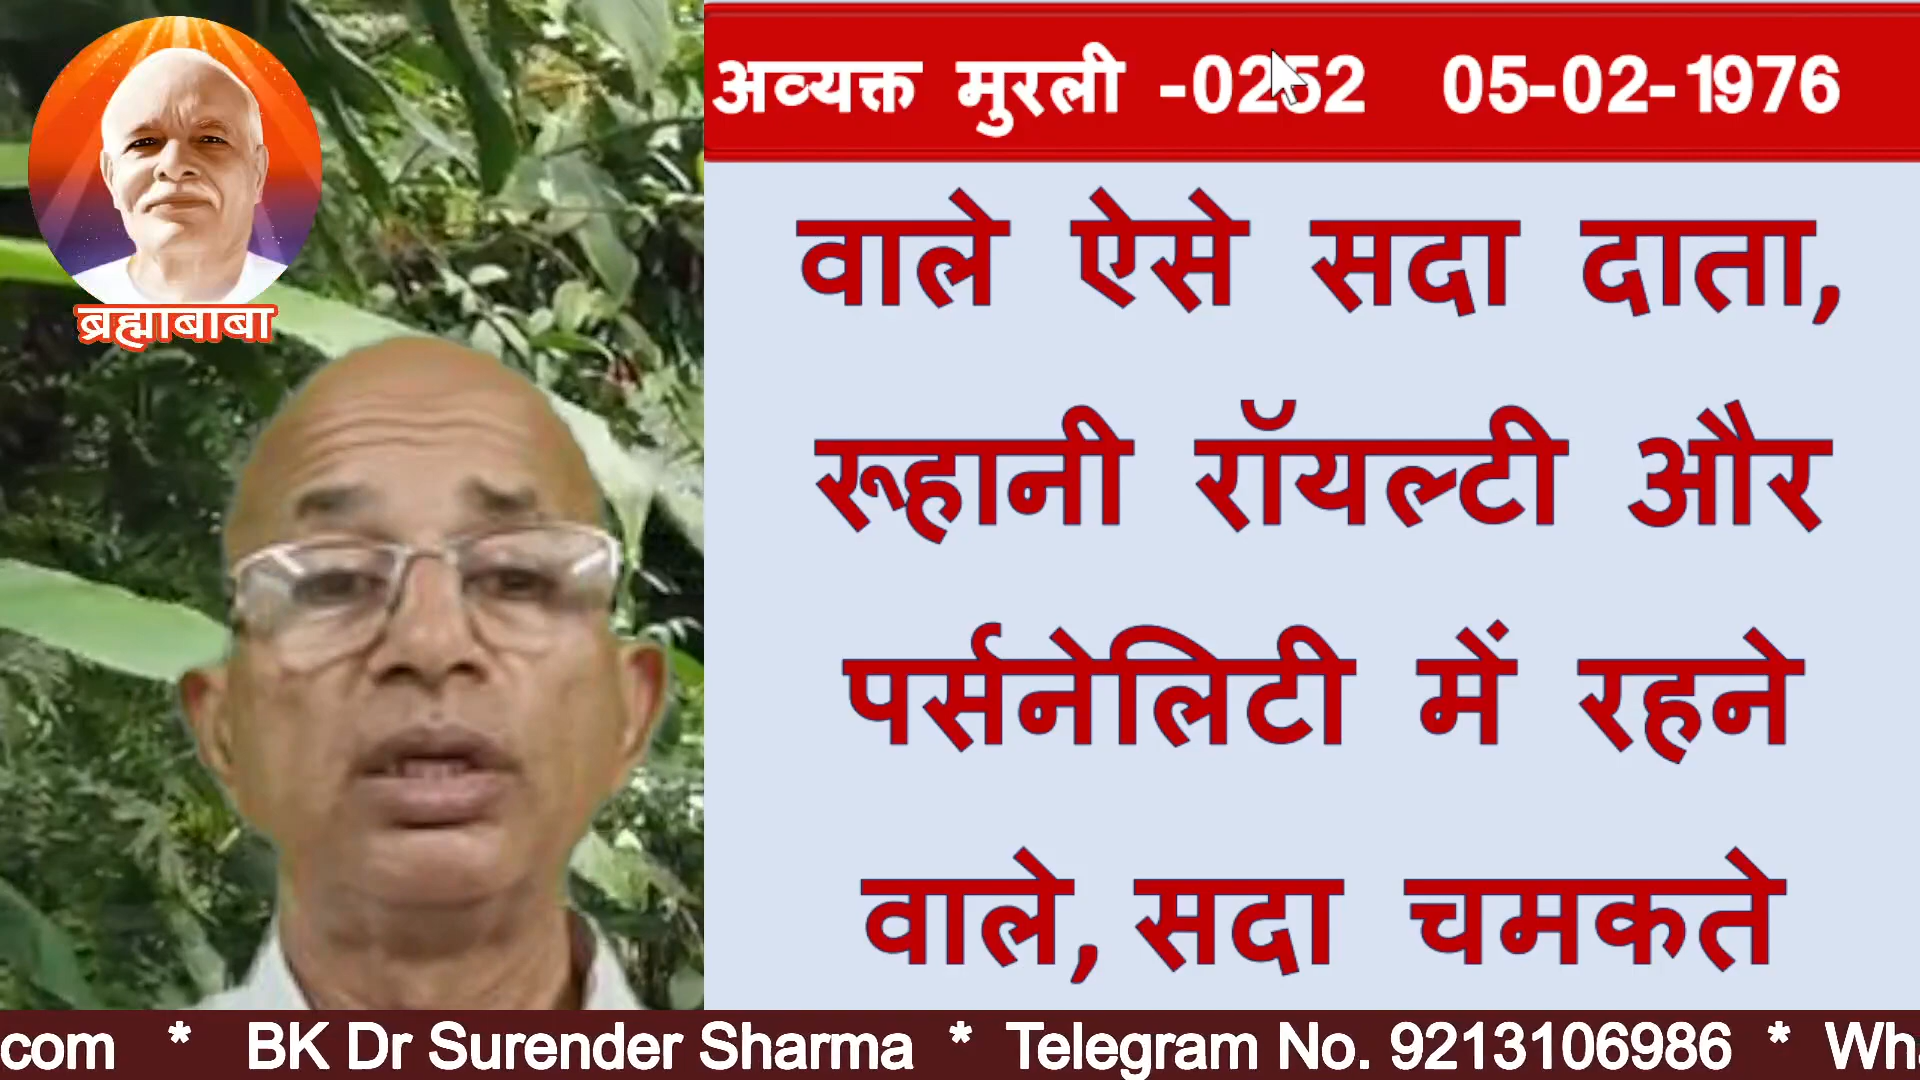 अव्यक्त मुरली -0252 05-02-1976
ब्रह्माबाबा
वाले ऐसे सदा दाता,
रूहानी रॉयल्टी और
पर्सनेलिटी में रहने
वाले, सदा चमकते
com * BK Dr Surender Sharma * Telegram No. 9213106986 *